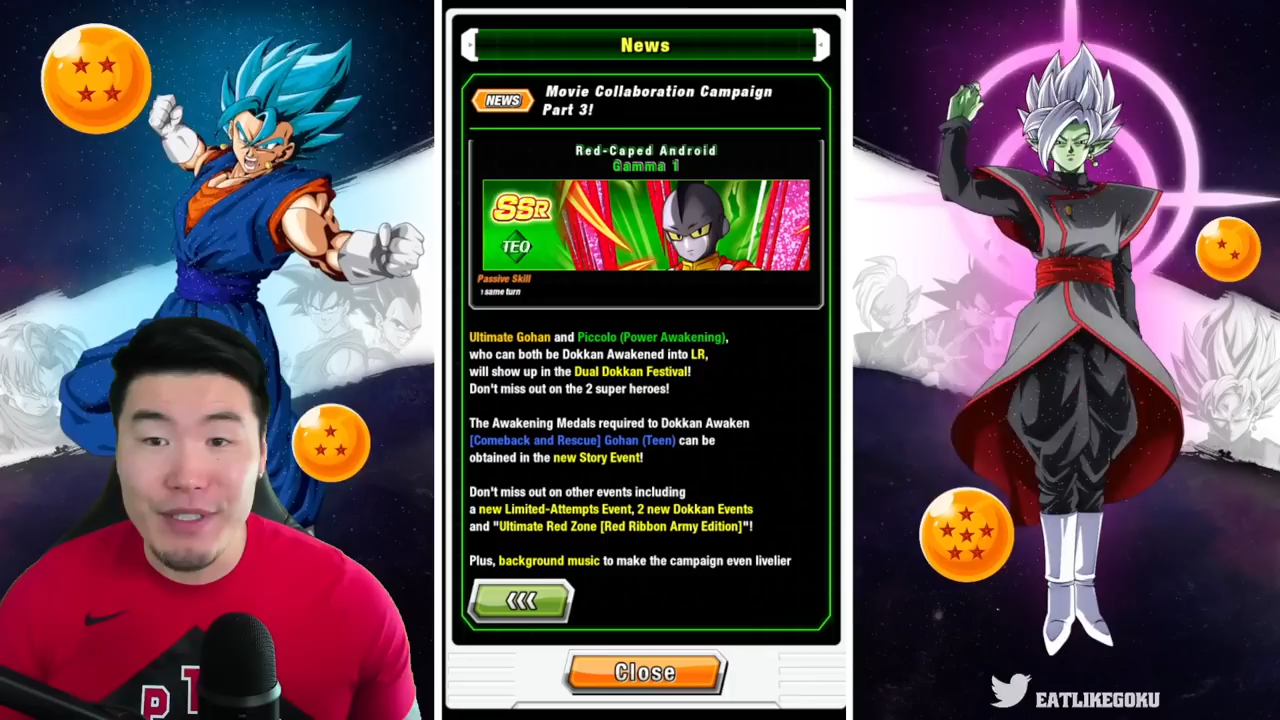 News
NEWS
Movie Collaboration Campaign
Part 3!
Red-Caped Android
Gamma 1
SSR
TEQ
Passive Skill
1 same turn
Ultimate Gohan and Piccolo (Power Awakening),
who can both be Dokkan Awakened into LR,
will show up in the Dual Dokkan Festival!
Don't miss out on the 2 super heroes!
The Awakening Medals required to Dokkan Awaken
[Comeback and Rescue] Gohan (Teen) can be
obtained in the new Story Event!
Don't miss out on other events including
a new Limited-Attempts Event, 2 new Dokkan Events
and "Ultimate Red Zone [Red Ribbon Army Edition]"!
Plus, background music to make the campaign even livelier
Close
EATLIKEGOKU